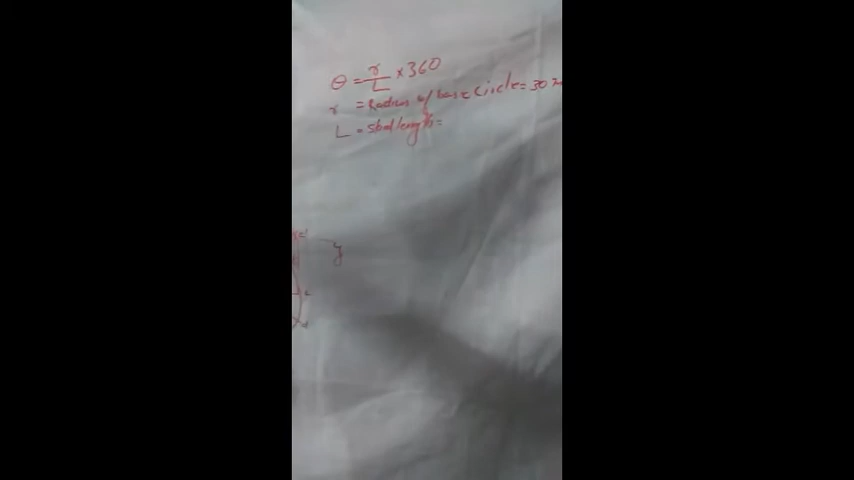 θ = r/L × 360
r = Radius of base circle = 30
L = slant length =
y